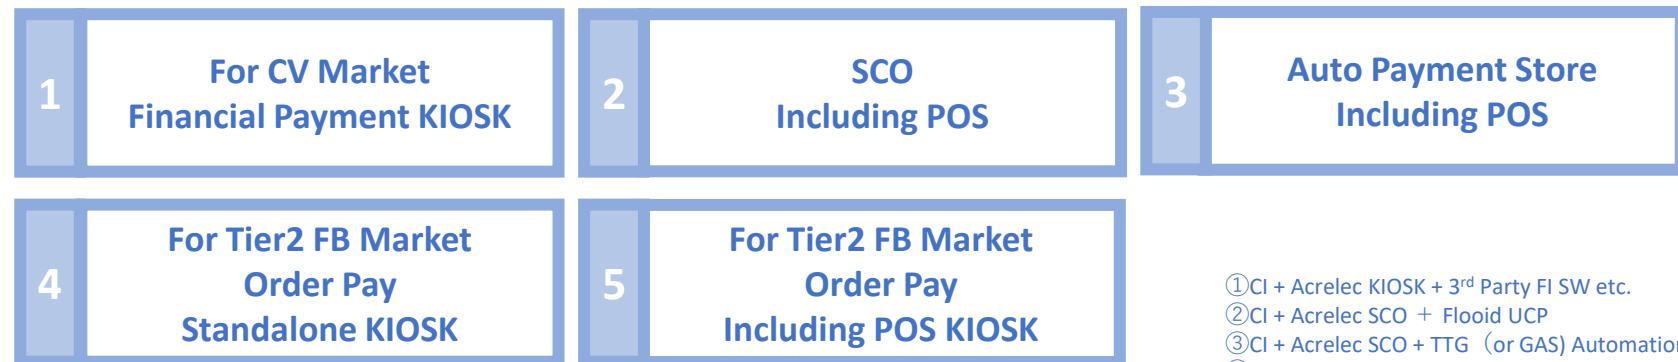 1
For CV Market
Financial Payment KIOSK
2
SCO
Including POS
3
Auto Payment Store
Including POS
4
For Tier2 FB Market
Order Pay
Standalone KIOSK
5
For Tier2 FB Market
Order Pay
Including POS KIOSK
①CI + Acrelec KIOSK + 3rd Party FI SW etc.
②CI + Acrelec SCO ＋ Flooid UCP
③CI + Acrelec SCO + TTG（or GAS) Automation